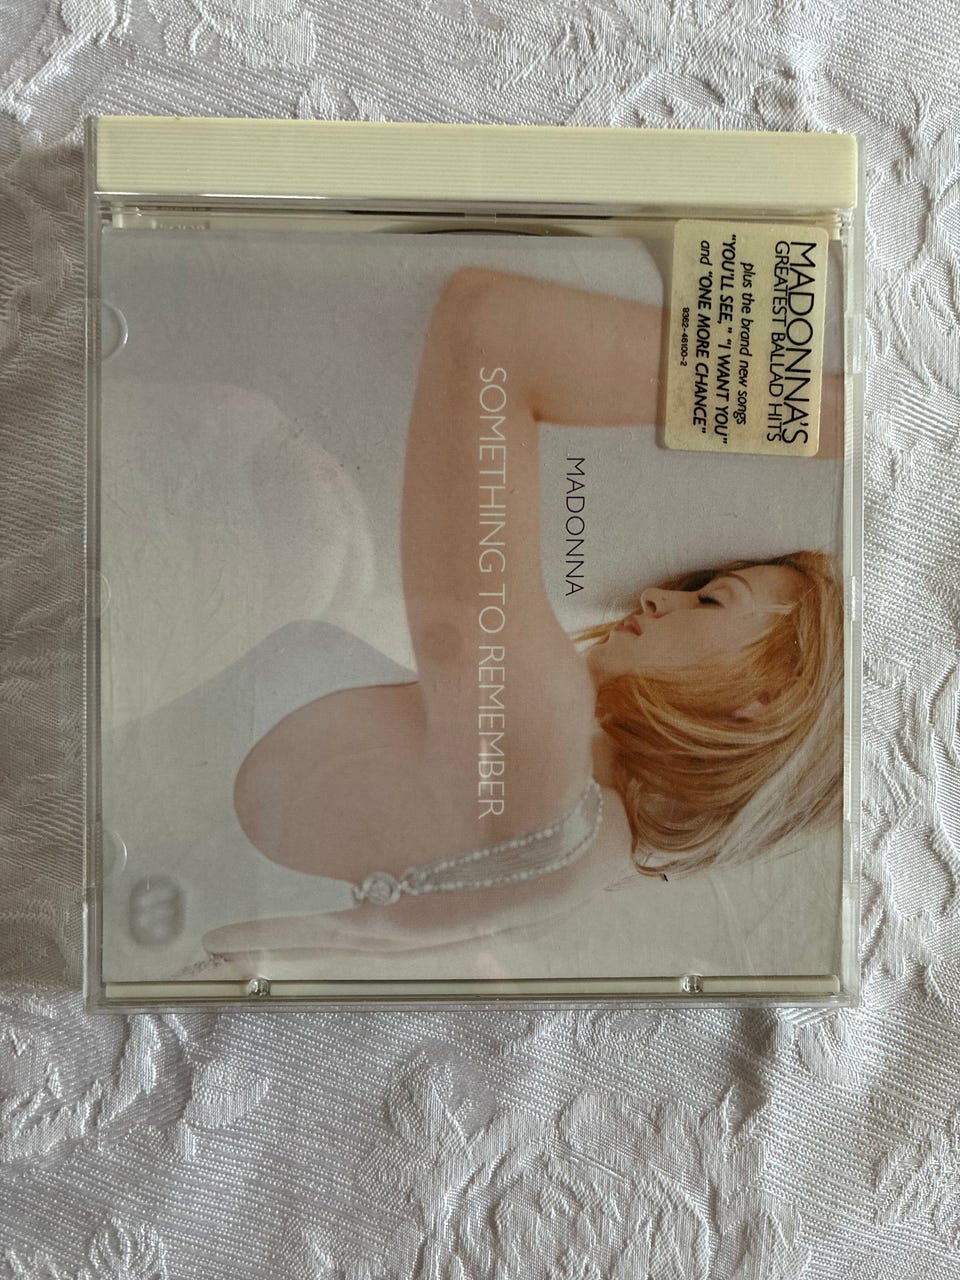 MADONNA'S
GREATEST BALLAD HITS
plus the brand new songs
"YOU'LL SEE," "I WANT YOU"
and "ONE MORE CHANCE"
9362-46100-2
MADONNA
SOMETHING TO REMEMBER